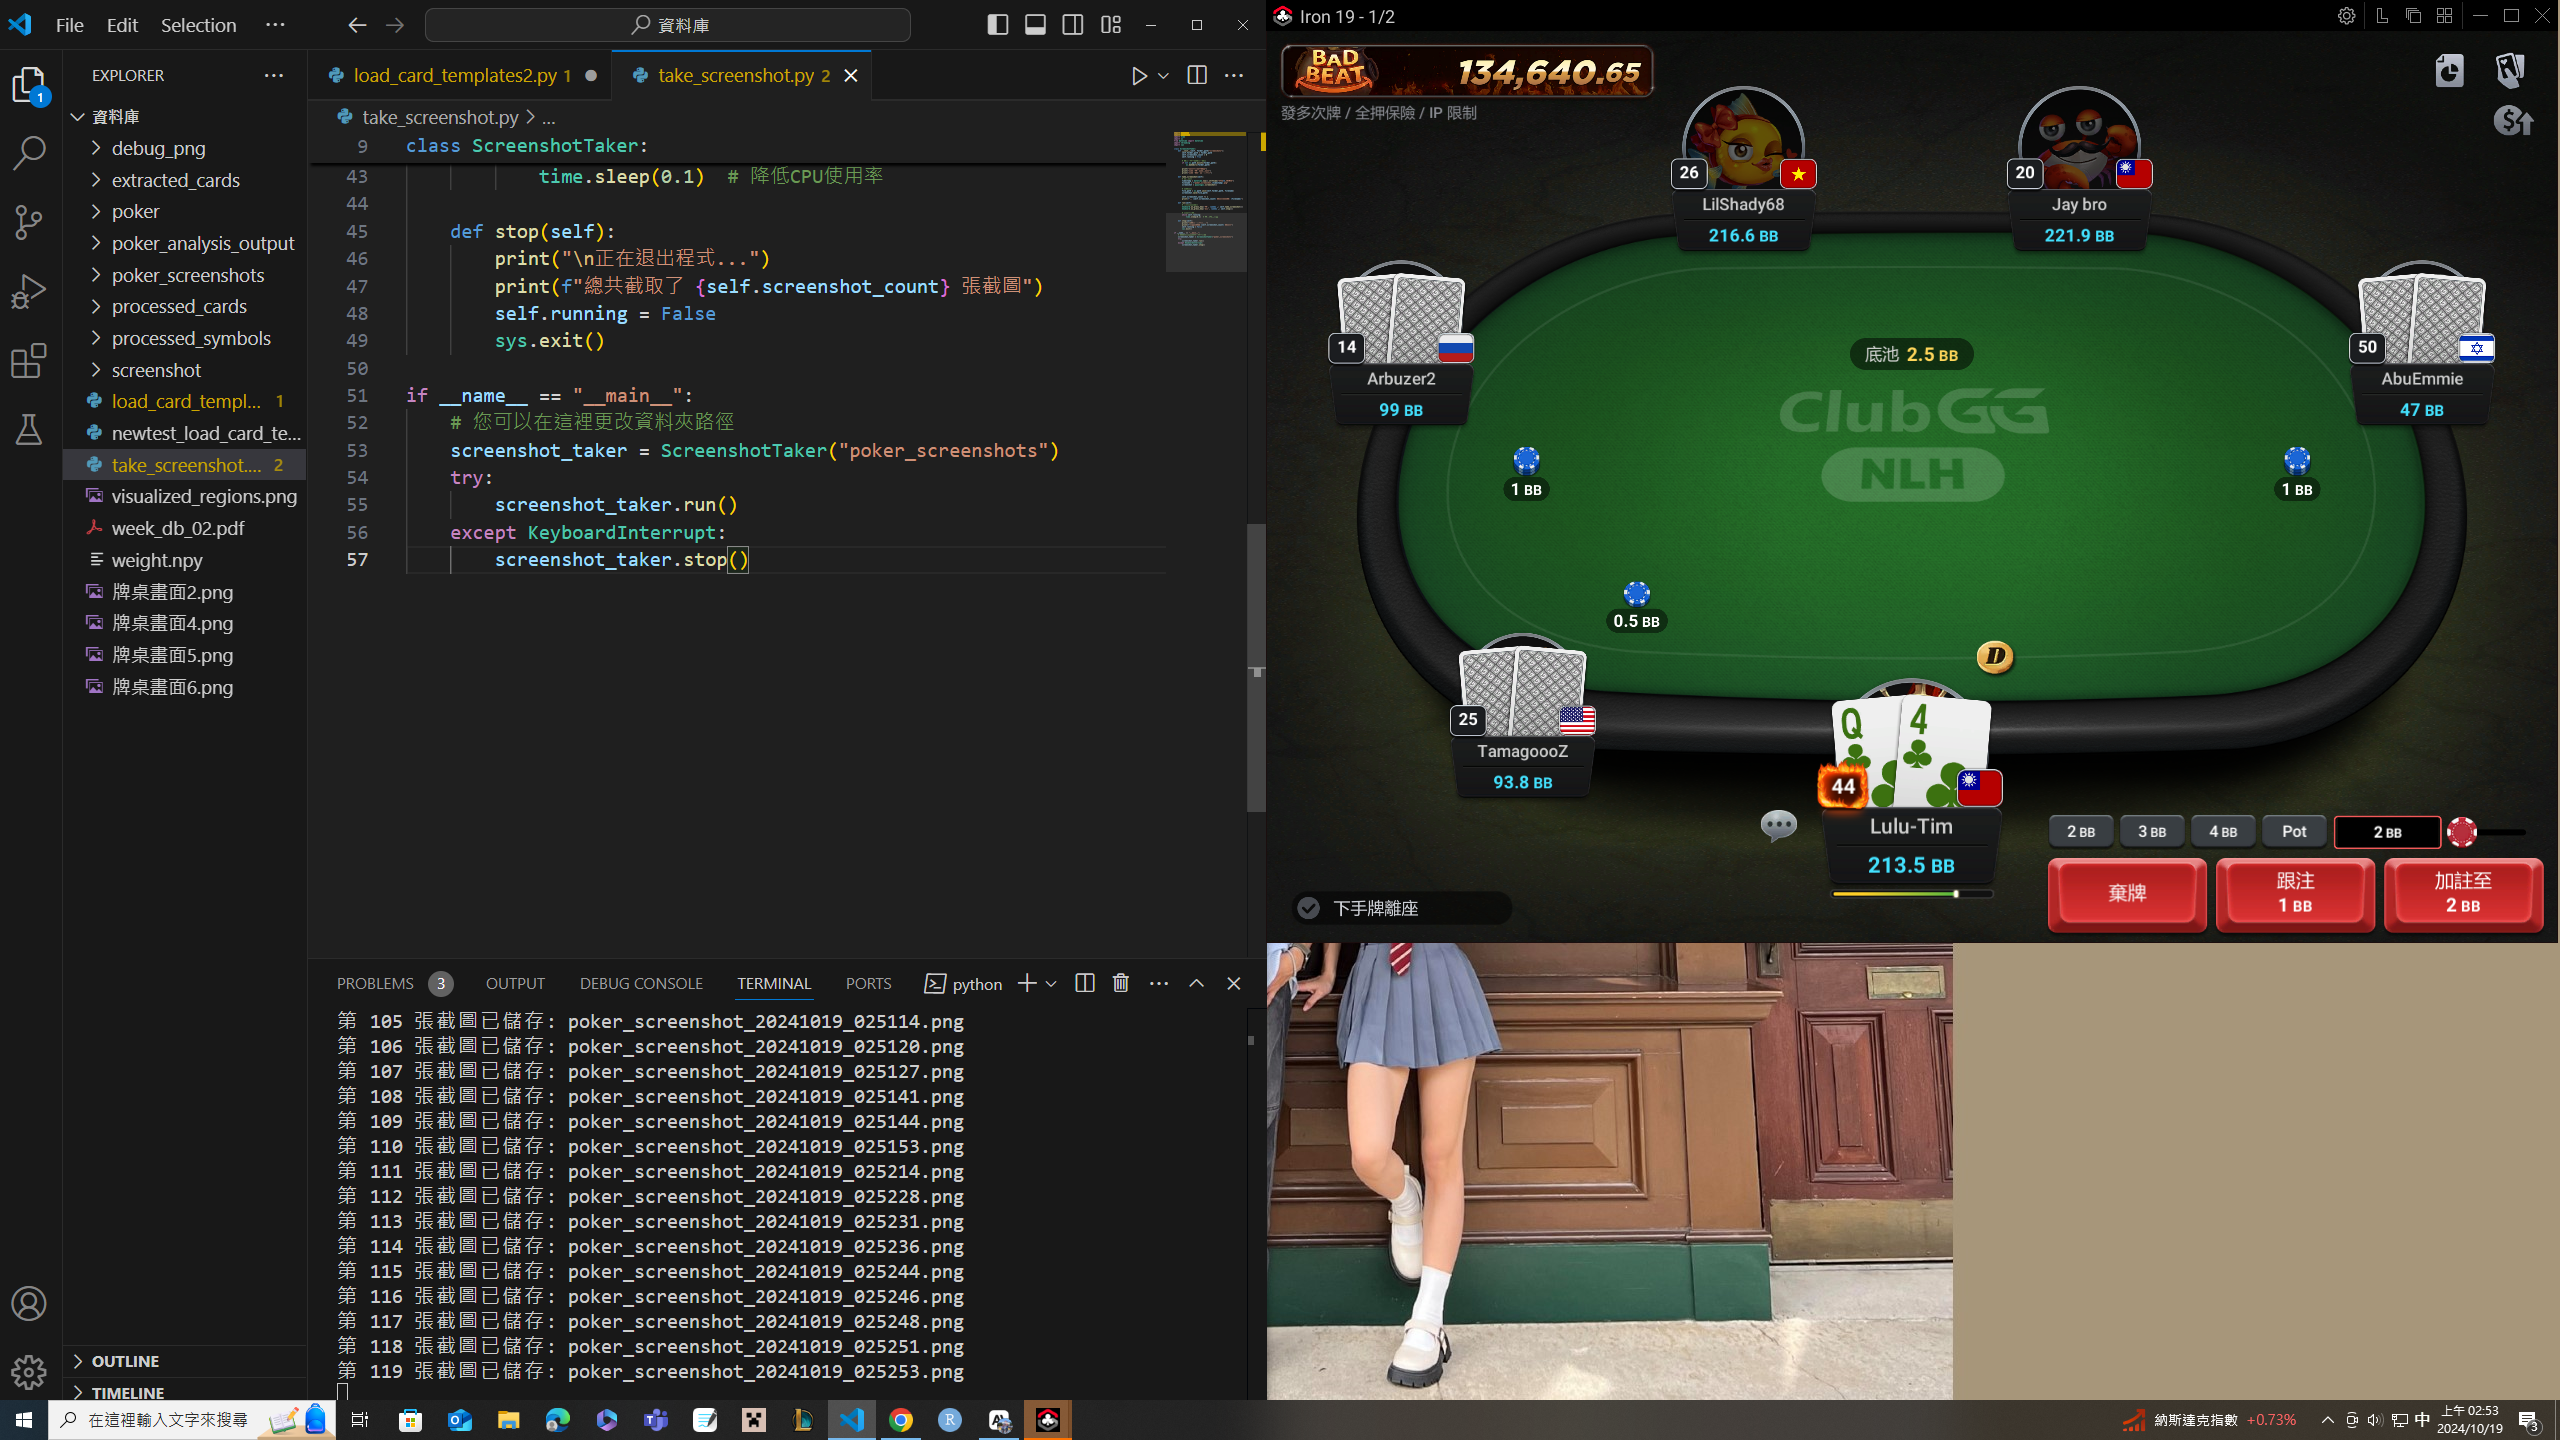 File Edit Selection ···
資料庫
EXPLORER ···
資料庫
debug_png
extracted_cards
poker
poker_analysis_output
poker_screenshots
processed_cards
processed_symbols
screenshot
load_card_templ... 1
newtest_load_card_te...
take_screenshot.... 2
visualized_regions.png
week_db_02.pdf
weight.npy
牌桌畫面2.png
牌桌畫面4.png
牌桌畫面5.png
牌桌畫面6.png
OUTLINE
TIMELINE
1
load_card_templates2.py 1
take_screenshot.py 2
take_screenshot.py > ...
9 class ScreenshotTaker:
43 time.sleep(0.1) # 降低CPU使用率
44
45 def stop(self):
46 print("\n正在退出程式...")
47 print(f"總共截取了 {self.screenshot_count} 張截圖")
48 self.running = False
49 sys.exit()
50
51 if __name__ == "__main__":
52 # 您可以在這裡更改資料夾路徑
53 screenshot_taker = ScreenshotTaker("poker_screenshots")
54 try:
55 screenshot_taker.run()
56 except KeyboardInterrupt:
57 screenshot_taker.stop()
PROBLEMS 3 OUTPUT DEBUG CONSOLE TERMINAL PORTS python
第 105 張截圖已儲存: poker_screenshot_20241019_025114.png
第 106 張截圖已儲存: poker_screenshot_20241019_025120.png
第 107 張截圖已儲存: poker_screenshot_20241019_025127.png
第 108 張截圖已儲存: poker_screenshot_20241019_025141.png
第 109 張截圖已儲存: poker_screenshot_20241019_025144.png
第 110 張截圖已儲存: poker_screenshot_20241019_025153.png
第 111 張截圖已儲存: poker_screenshot_20241019_025214.png
第 112 張截圖已儲存: poker_screenshot_20241019_025228.png
第 113 張截圖已儲存: poker_screenshot_20241019_025231.png
第 114 張截圖已儲存: poker_screenshot_20241019_025236.png
第 115 張截圖已儲存: poker_screenshot_20241019_025244.png
第 116 張截圖已儲存: poker_screenshot_20241019_025246.png
第 117 張截圖已儲存: poker_screenshot_20241019_025248.png
第 118 張截圖已儲存: poker_screenshot_20241019_025251.png
第 119 張截圖已儲存: poker_screenshot_20241019_025253.png
Iron 19 - 1/2
BAD BEAT 134,640.65
發多次牌 / 全押保險 / IP 限制
26
LilShady68
216.6 BB
20
Jay bro
221.9 BB
14
Arbuzer2
99 BB
50
AbuEmmie
47 BB
底池 2.5 BB
ClubGG
NLH
1 BB
1 BB
0.5 BB
D
25
TamagoooZ
93.8 BB
Q 4
44
Lulu-Tim
213.5 BB
2 BB 3 BB 4 BB Pot 2 BB
棄牌
跟注
1 BB
加註至
2 BB
下手牌離座
在這裡輸入文字來搜尋
納斯達克指數 +0.73%
中
上午 02:53
2024/10/19
3